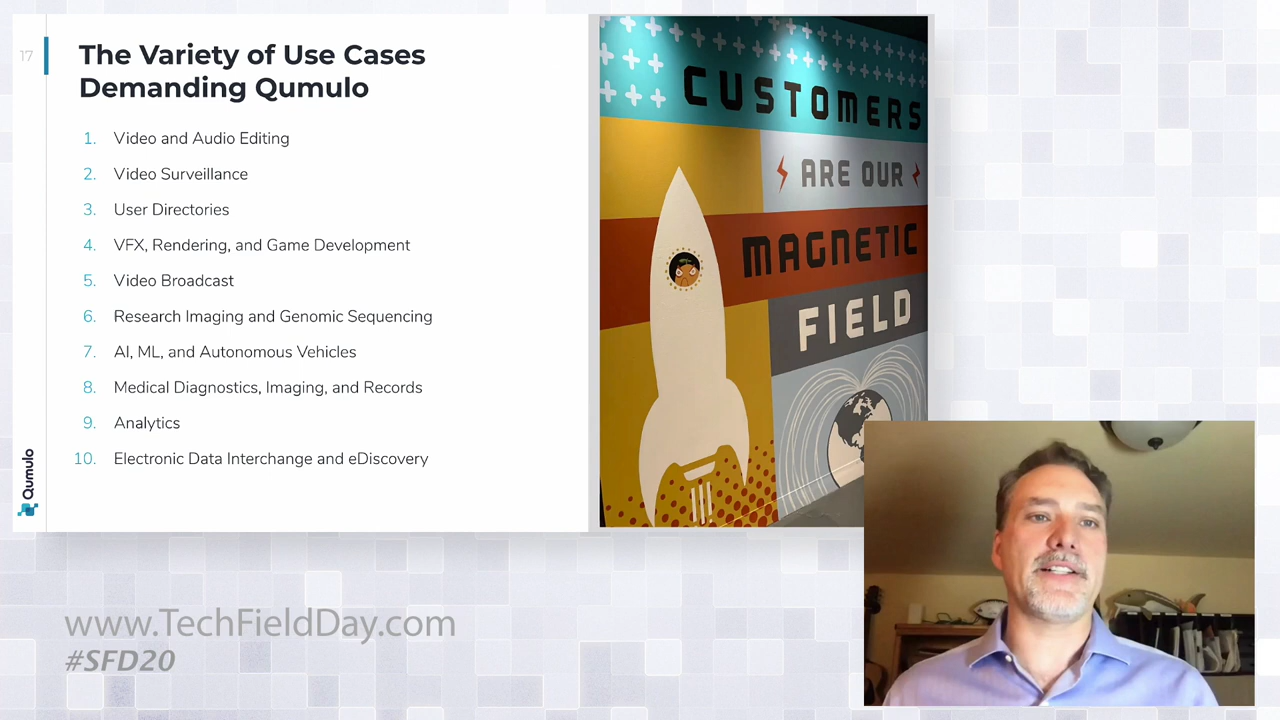 17
The Variety of Use Cases
Demanding Qumulo
1. Video and Audio Editing
2. Video Surveillance
3. User Directories
4. VFX, Rendering, and Game Development
5. Video Broadcast
6. Research Imaging and Genomic Sequencing
7. AI, ML, and Autonomous Vehicles
8. Medical Diagnostics, Imaging, and Records
9. Analytics
10. Electronic Data Interchange and eDiscovery
Qumulo
CUSTOMERS
ARE OUR
MAGNETIC
FIELD
www.TechFieldDay.com
#SFD20